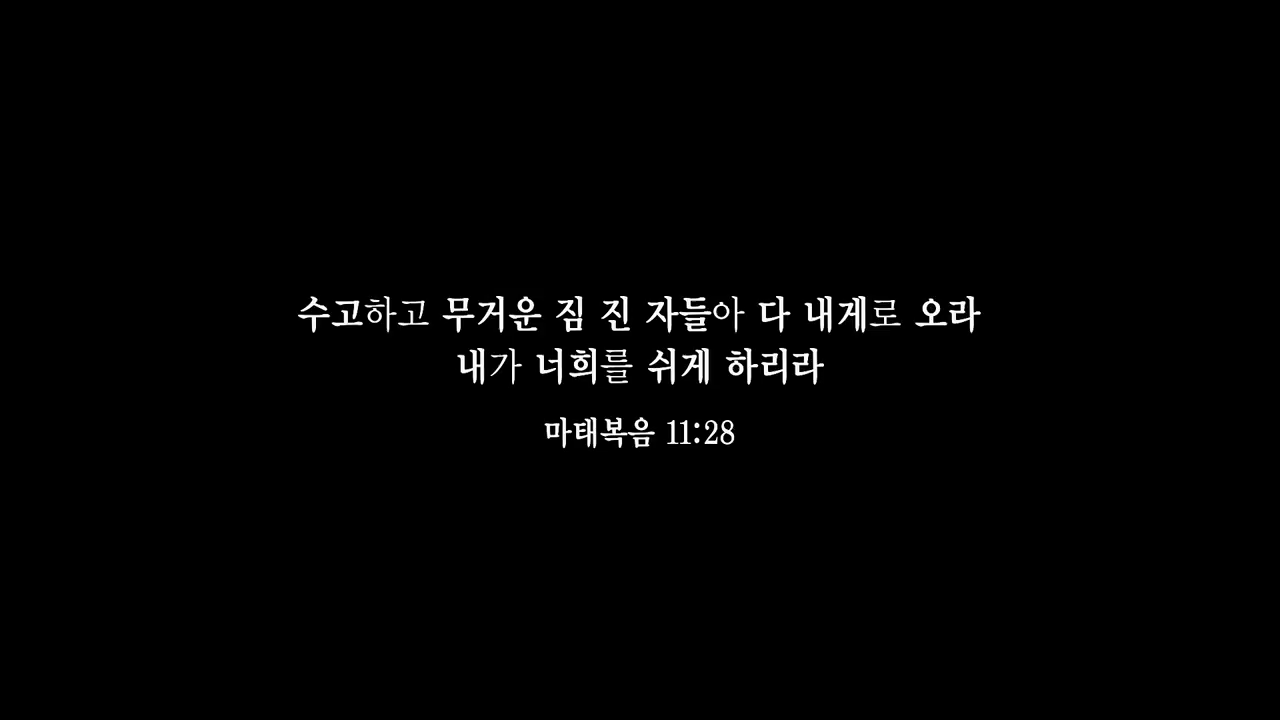 수고하고 무거운 짐 진 자들아 다 내게로 오라
내가 너희를 쉬게 하리라
마태복음 11:28